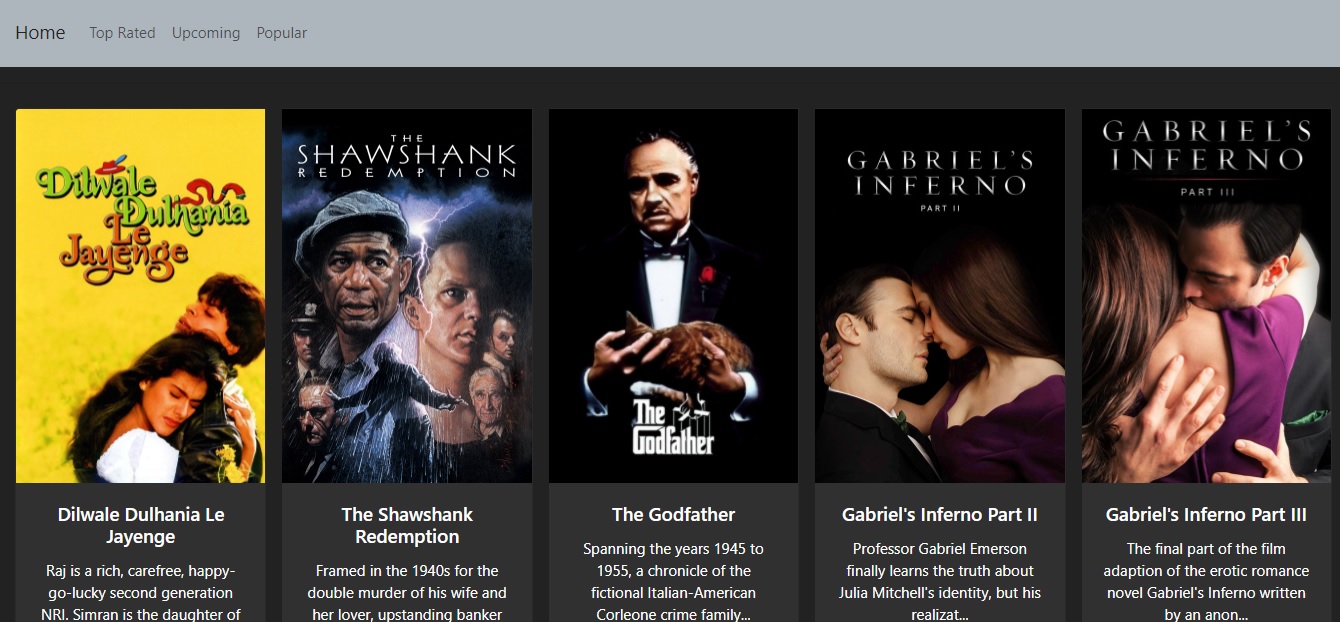 Home Top Rated Upcoming Popular
Dilwale
Dulhania
Le
Jayenge
THE
SHAWSHANK
REDEMPTION
The
Godfather
GABRIEL'S
INFERNO
PART II
GABRIEL'S
INFERNO
PART III
Dilwale Dulhania Le
Jayenge
Raj is a rich, carefree, happy-
go-lucky second generation
NRI. Simran is the daughter of
The Shawshank
Redemption
Framed in the 1940s for the
double murder of his wife and
her lover, upstanding banker
The Godfather
Spanning the years 1945 to
1955, a chronicle of the
fictional Italian-American
Corleone crime family...
Gabriel's Inferno Part II
Professor Gabriel Emerson
finally learns the truth about
Julia Mitchell's identity, but his
realizat...
Gabriel's Inferno Part III
The final part of the film
adaption of the erotic romance
novel Gabriel's Inferno written
by an anon...